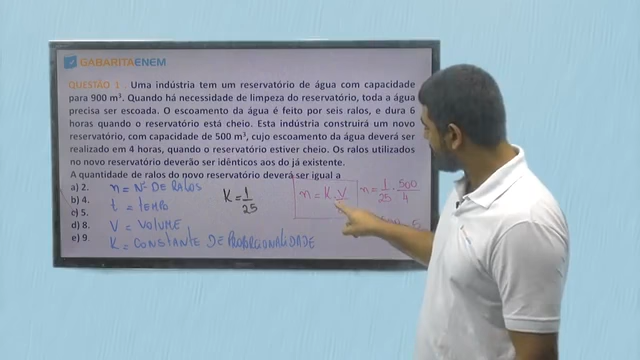 GABARITAENEM
QUESTÃO 1 . Uma indústria tem um reservatório de água com capacidade
para 900 m³. Quando há necessidade de limpeza do reservatório, toda a água
precisa ser escoada. O escoamento da água é feito por seis ralos, e dura 6
horas quando o reservatório está cheio. Esta indústria construirá um novo
reservatório, com capacidade de 500 m³, cujo escoamento da água deverá ser
realizado em 4 horas, quando o reservatório estiver cheio. Os ralos utilizados
no novo reservatório deverão ser idênticos aos do já existente.
A quantidade de ralos do novo reservatório deverá ser igual a
a) 2.
b) 4.
c) 5.
d) 8.
e) 9.
n = Nº DE RALOS
t = TEMPO
V = VOLUME
K = CONSTANTE DE PROPORCIONALIDADE
K = 1/25
n = K. V
n = 1/25 . 500/4